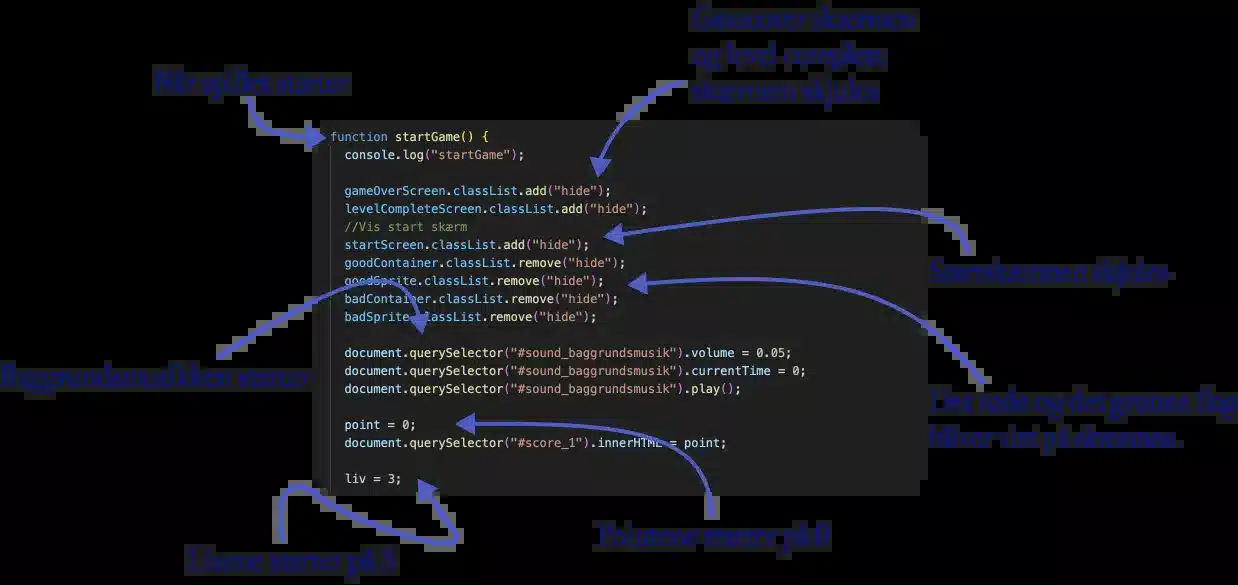 Gameover skærmen
og level complete
skærmen skjules
Når spillet starter
function startGame() {
console.log("startGame");
gameOverScreen.classList.add("hide");
levelCompleteScreen.classList.add("hide");
//Vis start skærm
startScreen.classList.add("hide");
goodContainer.classList.remove("hide");
goodSprite.classList.remove("hide");
badContainer.classList.remove("hide");
badSprite.classList.remove("hide");
Startskærmen skjules
document.querySelector("#sound_baggrundsmusik").volume = 0.05;
document.querySelector("#sound_baggrundsmusik").currentTime = 0;
document.querySelector("#sound_baggrundsmusik").play();
Baggrundsmusikken starter
Det røde og det grønne flag
bliver vist på skærmen.
point = 0;
document.querySelector("#score_1").innerHTML = point;
liv = 3;
Pointene starter på 0
Livene starter på 3